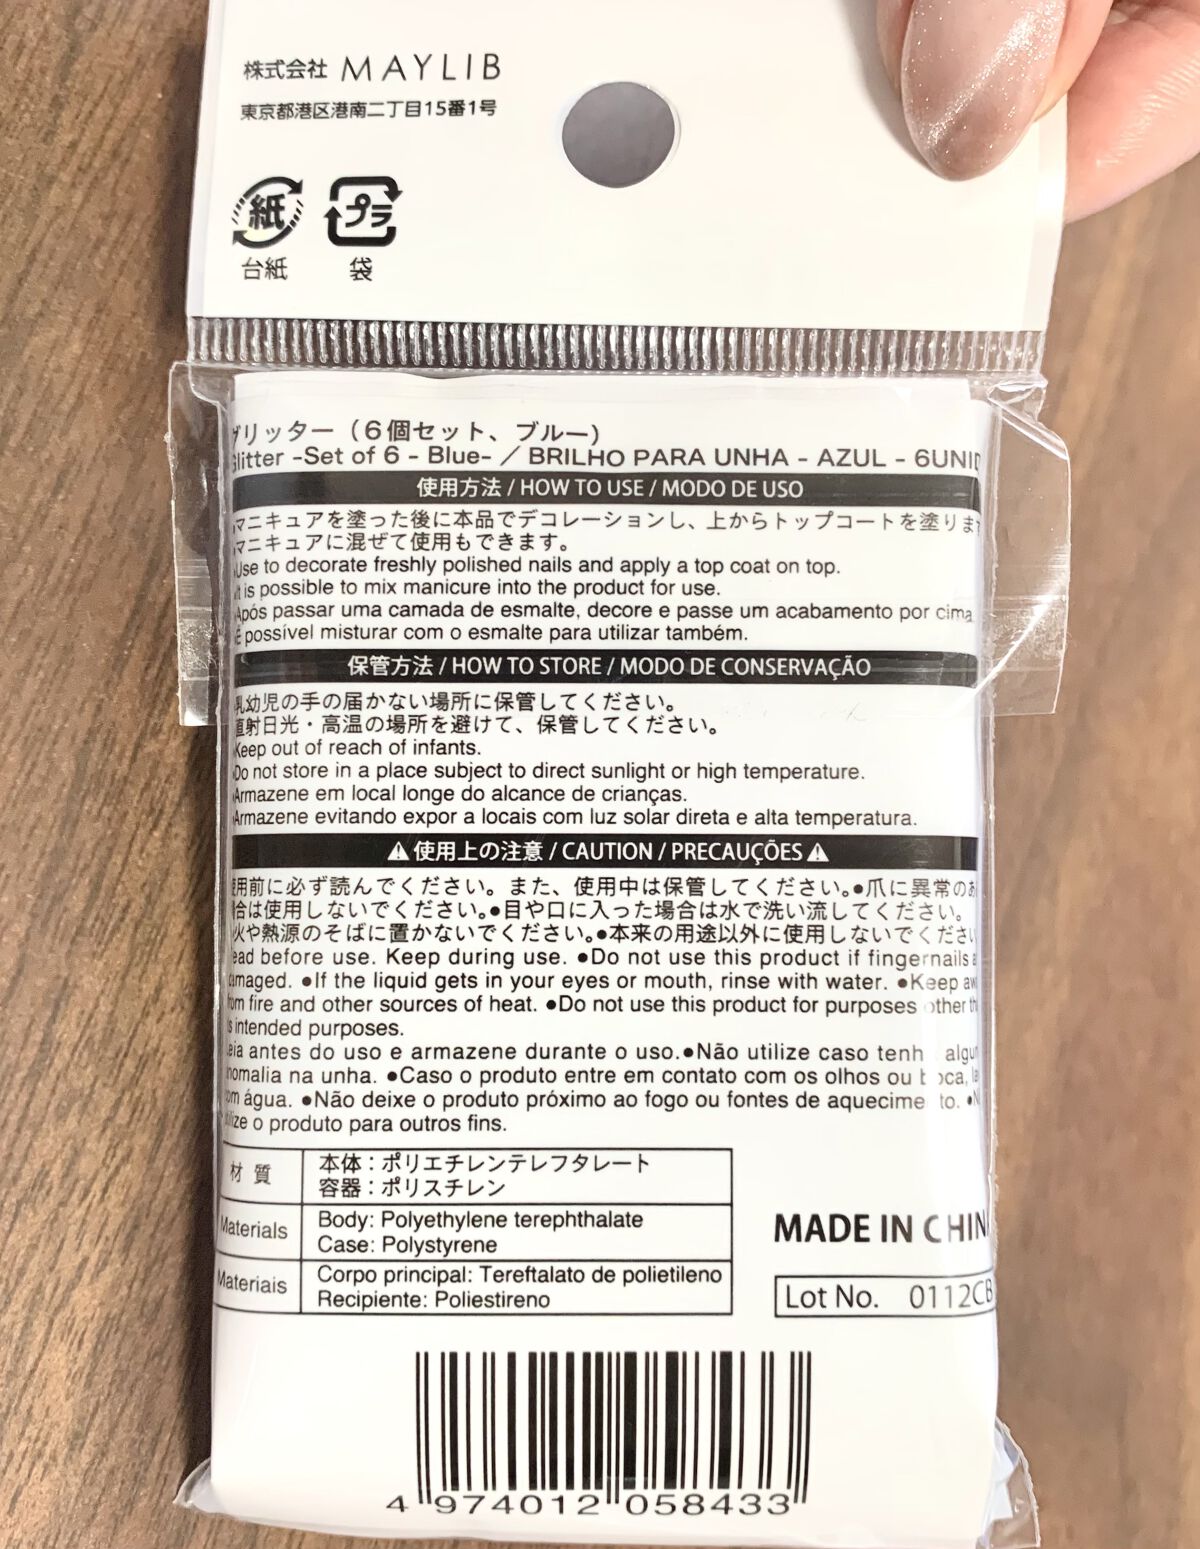 株式会社 MAYLIB
東京都港区港南二丁目15番1号
紙 プラ
台紙 袋
グリッター（6個セット、ブルー）
Glitter -Set of 6 - Blue- / BRILHO PARA UNHA - AZUL - 6UNID
使用方法 / HOW TO USE / MODO DE USO
•マニキュアを塗った後に本品でデコレーションし、上からトップコートを塗ります
•マニキュアに混ぜて使用もできます。
•Use to decorate freshly polished nails and apply a top coat on top.
•It is possible to mix manicure into the product for use.
•Após passar uma camada de esmalte, decore e passe um acabamento por cima.
•É possível misturar com o esmalte para utilizar também.
保管方法 / HOW TO STORE / MODO DE CONSERVAÇÃO
乳幼児の手の届かない場所に保管してください。
直射日光・高温の場所を避けて、保管してください。
•Keep out of reach of infants.
•Do not store in a place subject to direct sunlight or high temperature.
•Armazene em local longe do alcance de crianças.
•Armazene evitando expor a locais com luz solar direta e alta temperatura.
⚠使用上の注意 / CAUTION / PRECAUÇÕES⚠
使用前に必ず読んでください。また、使用中は保管してください。●爪に異常のあ
場合は使用しないでください。●目や口に入った場合は水で洗い流してください。
火や熱源のそばに置かないでください。●本来の用途以外に使用しないでくださ
ead before use. Keep during use. ●Do not use this product if fingernails a
damaged. ●If the liquid gets in your eyes or mouth, rinse with water. ●Keep aw
om fire and other sources of heat. ●Do not use this product for purposes other th
s intended purposes.
eia antes do uso e armazene durante o uso.●Não utilize caso tenh algu
nomalia na unha. ●Caso o produto entre em contato com os olhos ou boca, la
om água. ●Não deixe o produto próximo ao fogo ou fontes de aquecime to. ●N
ilize o produto para outros fins.
材 質 本体：ポリエチレンテレフタレート
容器：ポリスチレン
Materials Body: Polyethylene terephthalate
Case: Polystyrene
Materiais Corpo principal: Tereftalato de polietileno
Recipiente: Poliestireno
MADE IN CHINA
Lot No. 0112CB
4 974012 058433